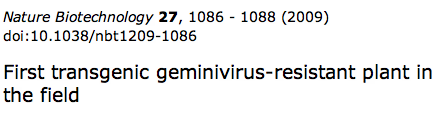 Nature Biotechnology 27, 1086 - 1088 (2009)
doi:10.1038/nbt1209-1086
First transgenic geminivirus-resistant plant in
the field